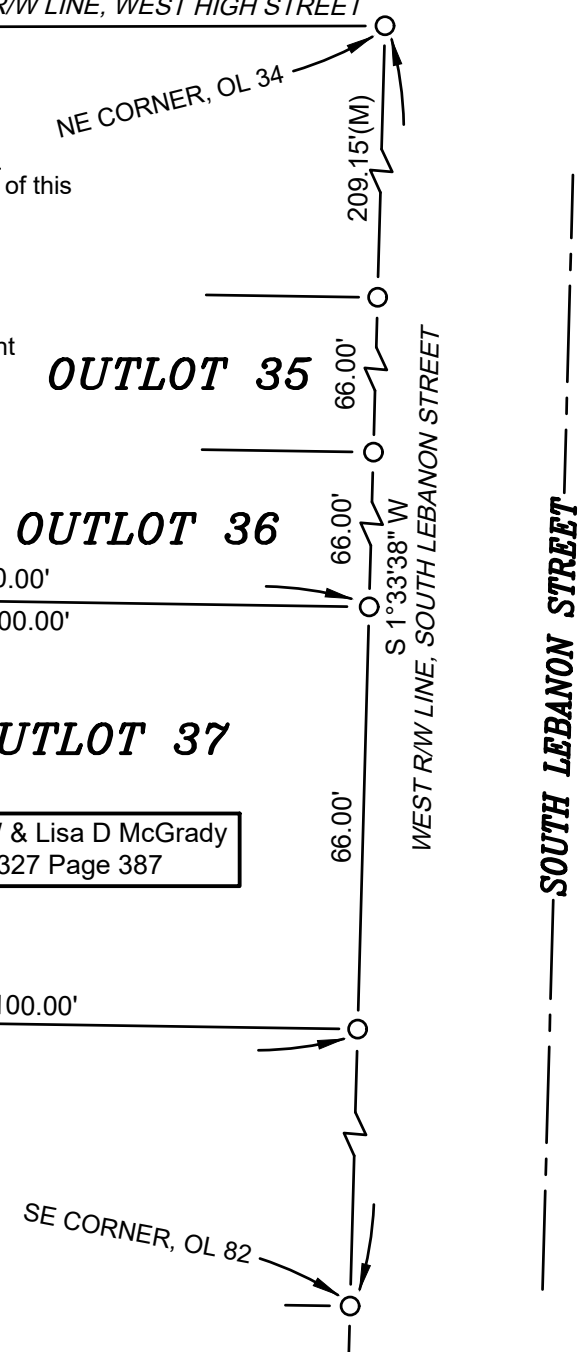 R/W LINE, WEST HIGH STREET
NE CORNER, OL 34
209.15'(M)
of this
OUTLOT 35
66.00'
WEST R/W LINE, SOUTH LEBANON STREET
OUTLOT 36
66.00'
S 1°33'38" W
0.00'
00.00'
SOUTH LEBANON STREET
UTLOT 37
66.00'
& Lisa D McGrady
327 Page 387
100.00'
SE CORNER, OL 82